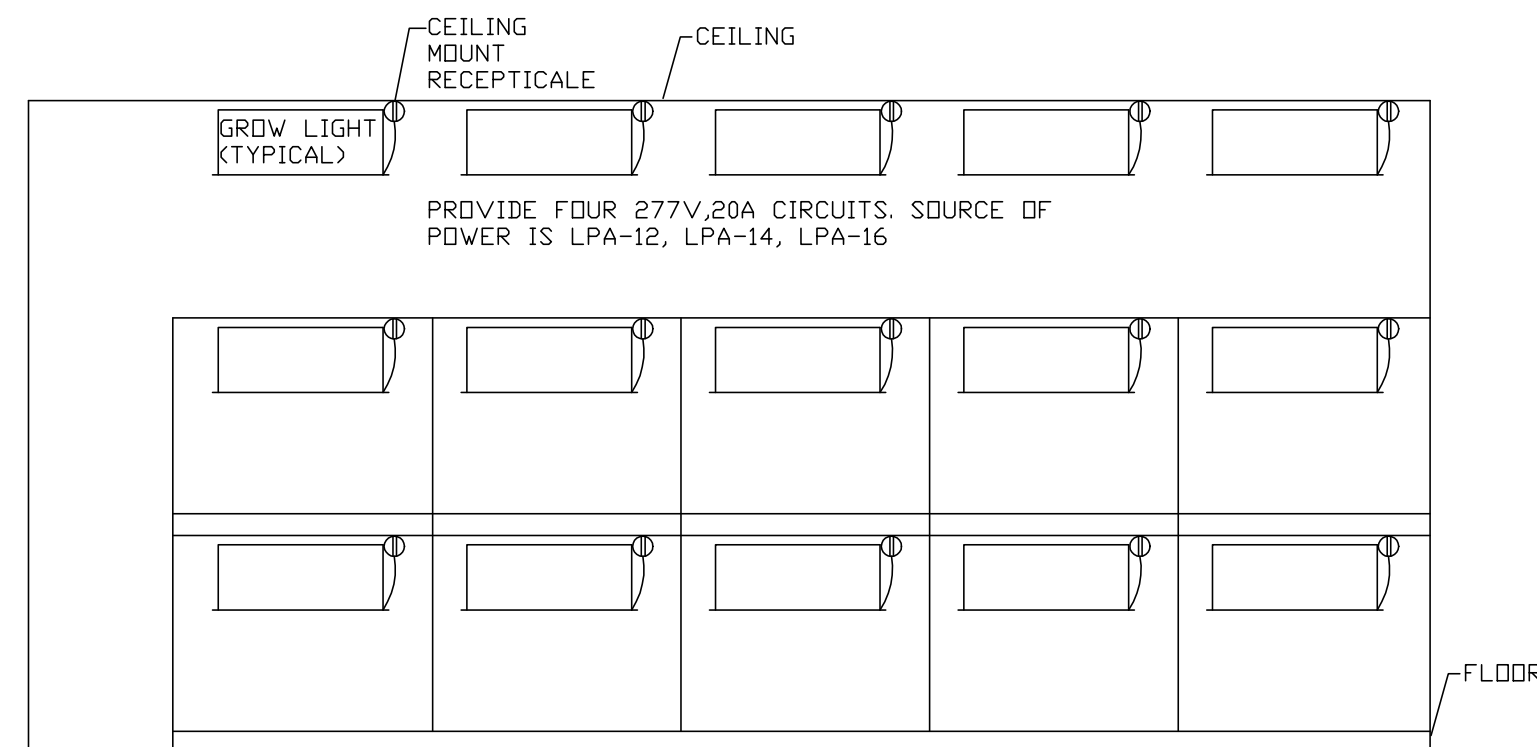 CEILING
MOUNT
RECEPTICALE
CEILING
GROW LIGHT
(TYPICAL)
PROVIDE FOUR 277V,20A CIRCUITS. SOURCE OF
POWER IS LPA-12, LPA-14, LPA-16
FLOOR